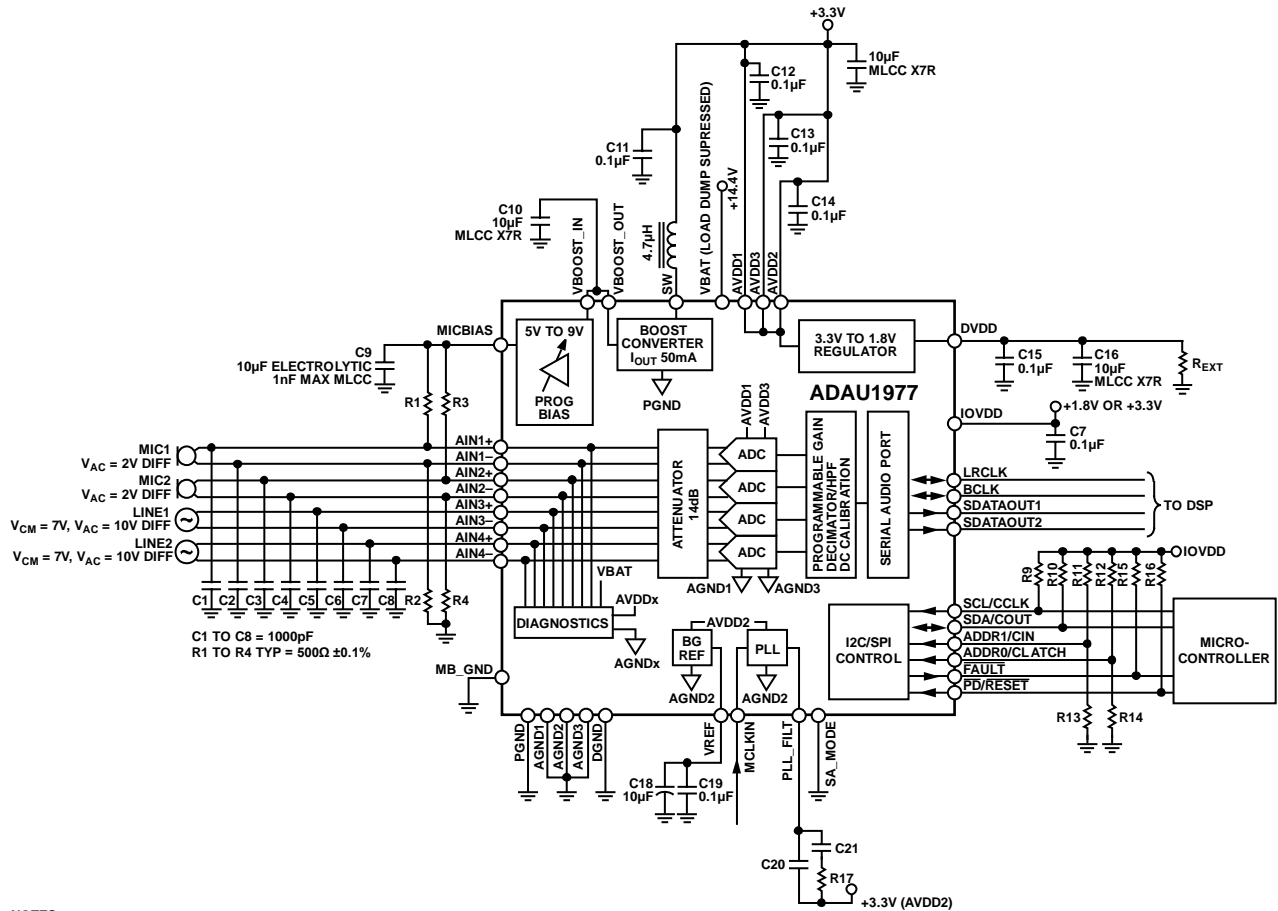 +3.3V
10µF
MLCC X7R
C12
0.1µF
C13
0.1µF
C11
0.1µF
C14
0.1µF
C10
10µF
MLCC X7R
VBOOST_IN
VBOOST_OUT
4.7µH
SW
VBAT (LOAD DUMP SUPRESSED)
+14.4V
AVDD1
AVDD3
AVDD2
MICBIAS
5V TO 9V
PROG
BIAS
BOOST
CONVERTER
IOUT 50mA
PGND
3.3V TO 1.8V
REGULATOR
DVDD
C15
0.1µF
C16
10µF
MLCC X7R
REXT
C9
10µF ELECTROLYTIC
1nF MAX MLCC
R1
R3
ADAU1977
+1.8V OR +3.3V
IOVDD
C7
0.1µF
MIC1
VAC = 2V DIFF
MIC2
VAC = 2V DIFF
LINE1
VCM = 7V, VAC = 10V DIFF
LINE2
VCM = 7V, VAC = 10V DIFF
AIN1+
AIN1–
AIN2+
AIN2–
AIN3+
AIN3–
AIN4+
AIN4–
ATTENUATOR
14dB
AVDD1
AVDD3
ADC
ADC
ADC
ADC
AGND1
AGND3
PROGRAMMABLE GAIN
DECIMATOR/HPF
DC CALIBRATION
SERIAL AUDIO PORT
LRCLK
BCLK
SDATAOUT1
SDATAOUT2
TO DSP
C1
C2
C3
C4
C5
C6
C7
C8
R2
R4
C1 TO C8 = 1000pF
R1 TO R4 TYP = 500Ω ±0.1%
VBAT
AVDDx
DIAGNOSTICS
AGNDx
AVDD2
BG
REF
PLL
AGND2
AGND2
I2C/SPI
CONTROL
IOVDD
R9
R10
R11
R12
R15
R16
SCL/CCLK
SDA/COUT
ADDR1/CIN
ADDR0/CLATCH
FAULT
PD/RESET
MICRO-
CONTROLLER
R13
R14
MB_GND
PGND
AGND1
AGND2
AGND3
DGND
VREF
MCLKIN
PLL_FILT
SA_MODE
C18
10µF
C19
0.1µF
C20
C21
R17
+3.3V (AVDD2)